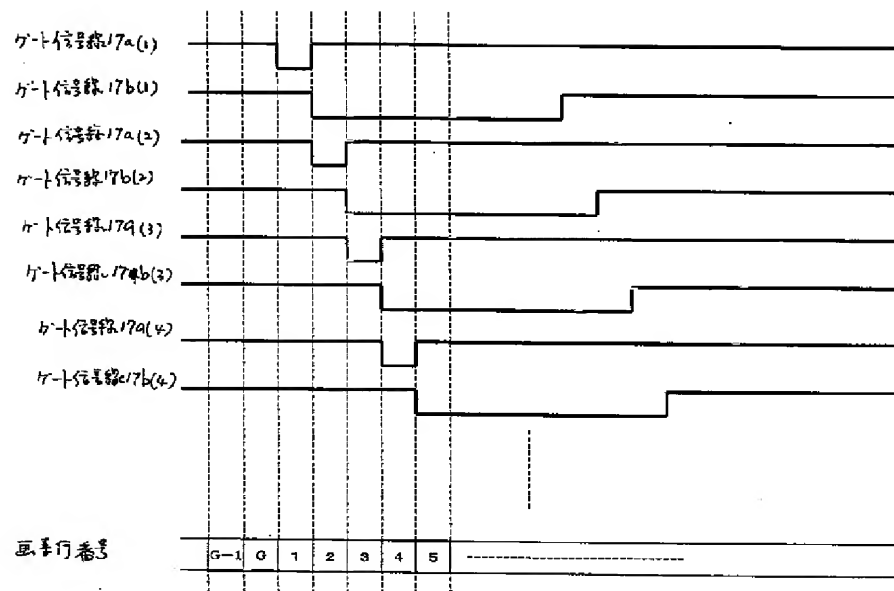 ゲート信号線17a(1)
ゲート信号線17b(1)
ゲート信号線17a(2)
ゲート信号線17b(2)
ゲート信号線17a(3)
ゲート信号線17b(3)
ゲート信号線17a(4)
ゲート信号線17b(4)
画素行番号 G-1 G 1 2 3 4 5